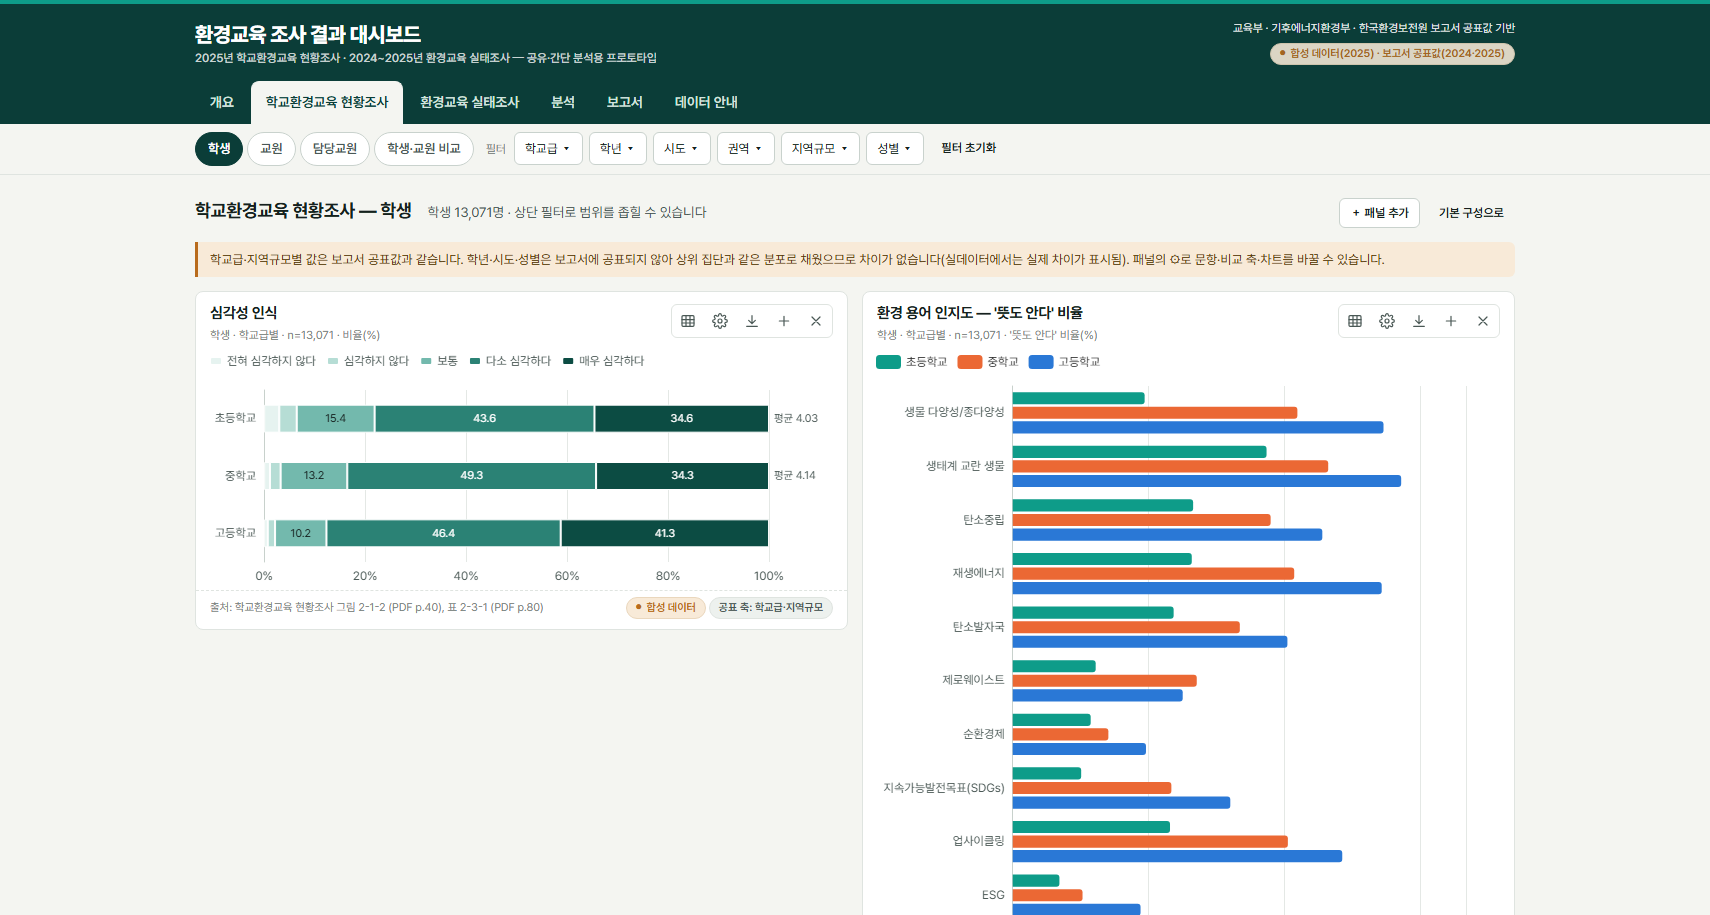 환경교육 조사 결과 대시보드
2025년 학교환경교육 현황조사 · 2024~2025년 환경교육 실태조사 — 공유·간단 분석용 프로토타입
교육부 · 기후에너지환경부 · 한국환경보전원 보고서 공표값 기반
합성 데이터(2025) · 보고서 공표값(2024·2025)
개요 학교환경교육 현황조사 환경교육 실태조사 분석 보고서 데이터 안내
학생 교원 담당교원 학생·교원 비교 필터 학교급 학년 시도 권역 지역규모 성별 필터 초기화
학교환경교육 현황조사 — 학생 학생 13,071명 · 상단 필터로 범위를 좁힐 수 있습니다
+ 패널 추가 기본 구성으로
학교급·지역규모별 값은 보고서 공표값과 같습니다. 학년·시도·성별은 보고서에 공표되지 않아 상위 집단과 같은 분포로 채웠으므로 차이가 없습니다(실데이터에서는 실제 차이가 표시됨). 패널의 ⚙로 문항·비교 축·차트를 바꿀 수 있습니다.
심각성 인식
학생 · 학교급별 · n=13,071 · 비율(%)
전혀 심각하지 않다 심각하지 않다 보통 다소 심각하다 매우 심각하다
초등학교 15.4 43.6 34.6 평균 4.03
중학교 13.2 49.3 34.3 평균 4.14
고등학교 10.2 46.4 41.3
0% 20% 40% 60% 80% 100%
출처: 학교환경교육 현황조사 그림 2-1-2 (PDF p.40), 표 2-3-1 (PDF p.80)
합성 데이터 공표 축: 학교급·지역규모
환경 용어 인지도 — '뜻도 안다' 비율
학생 · 학교급별 · n=13,071 · '뜻도 안다' 비율(%)
초등학교 중학교 고등학교
생물 다양성/종다양성
생태계 교란 생물
탄소중립
재생에너지
탄소발자국
제로웨이스트
순환경제
지속가능발전목표(SDGs)
업사이클링
ESG